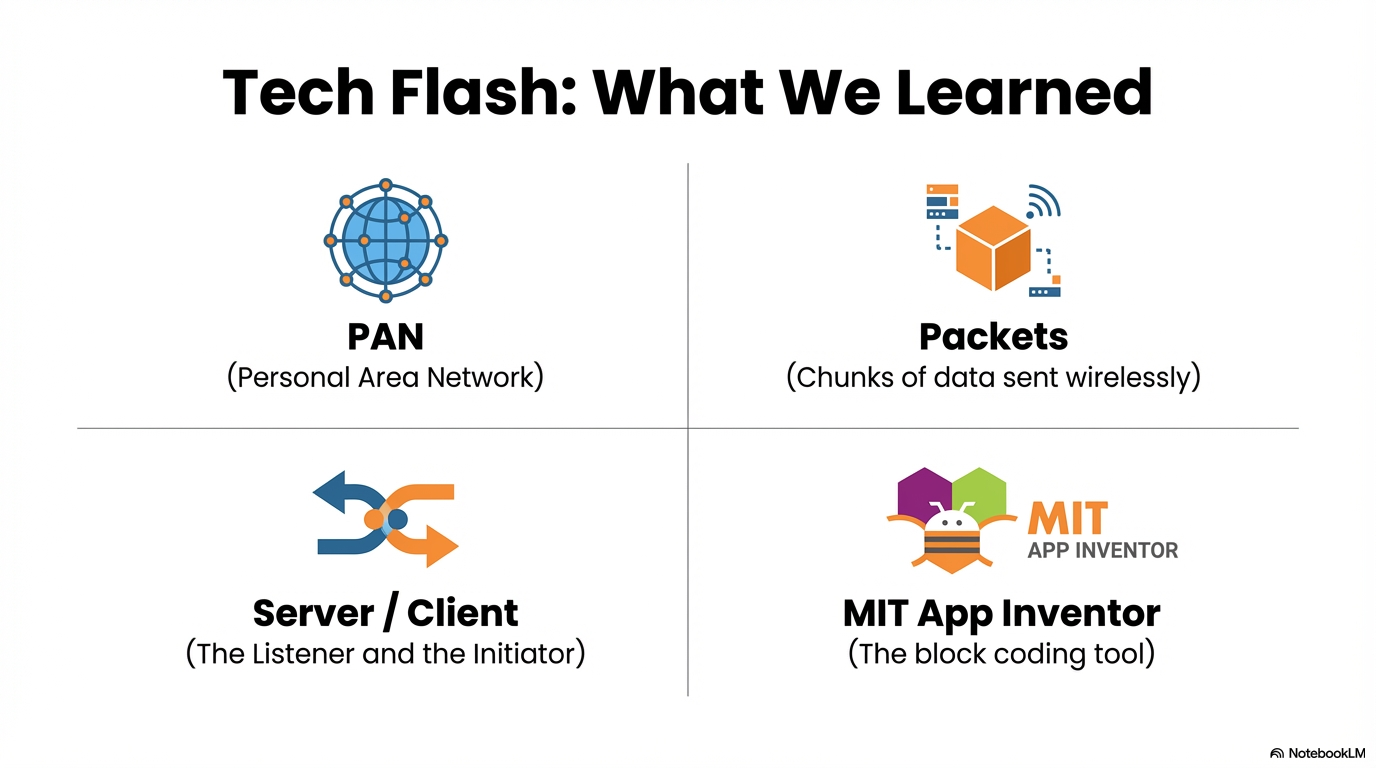 Tech Flash: What We Learned
PAN
(Personal Area Network)
Packets
(Chunks of data sent wirelessly)
Server / Client
(The Listener and the Initiator)
MIT
APP INVENTOR
MIT App Inventor
(The block coding tool)
NotebookLM